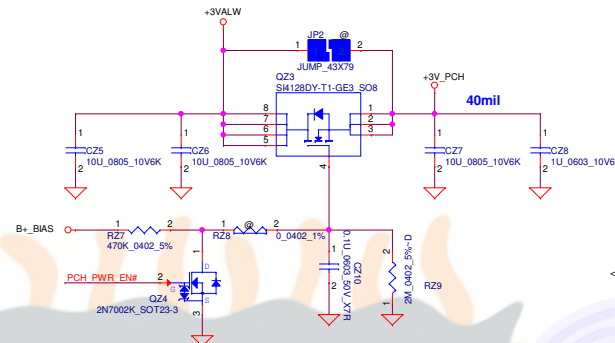 +3VALW
JP2 @
1 2
JUMP_43X79
QZ3
SI4128DY-T1-GE3_SO8
+3V_PCH
40mil
8 1
7 2
6 3
5
4
1 1 1 1
CZ5 CZ6 CZ7 CZ8
10U_0805_10V6K 10U_0805_10V6K 10U_0805_10V6K 1U_0603_10V6
2 2 2 2
B+_BIAS 1 2 1 @ 2
RZ7 RZ8 0_0402_1%
470K_0402_5%
1
CZ10
0.1U_0603_50V_X7R
2
2
2M_0402_5%~D
RZ9
1
PCH_PWR_EN# 2
1
D
G
S
3
QZ4
2N7002K_SOT23-3